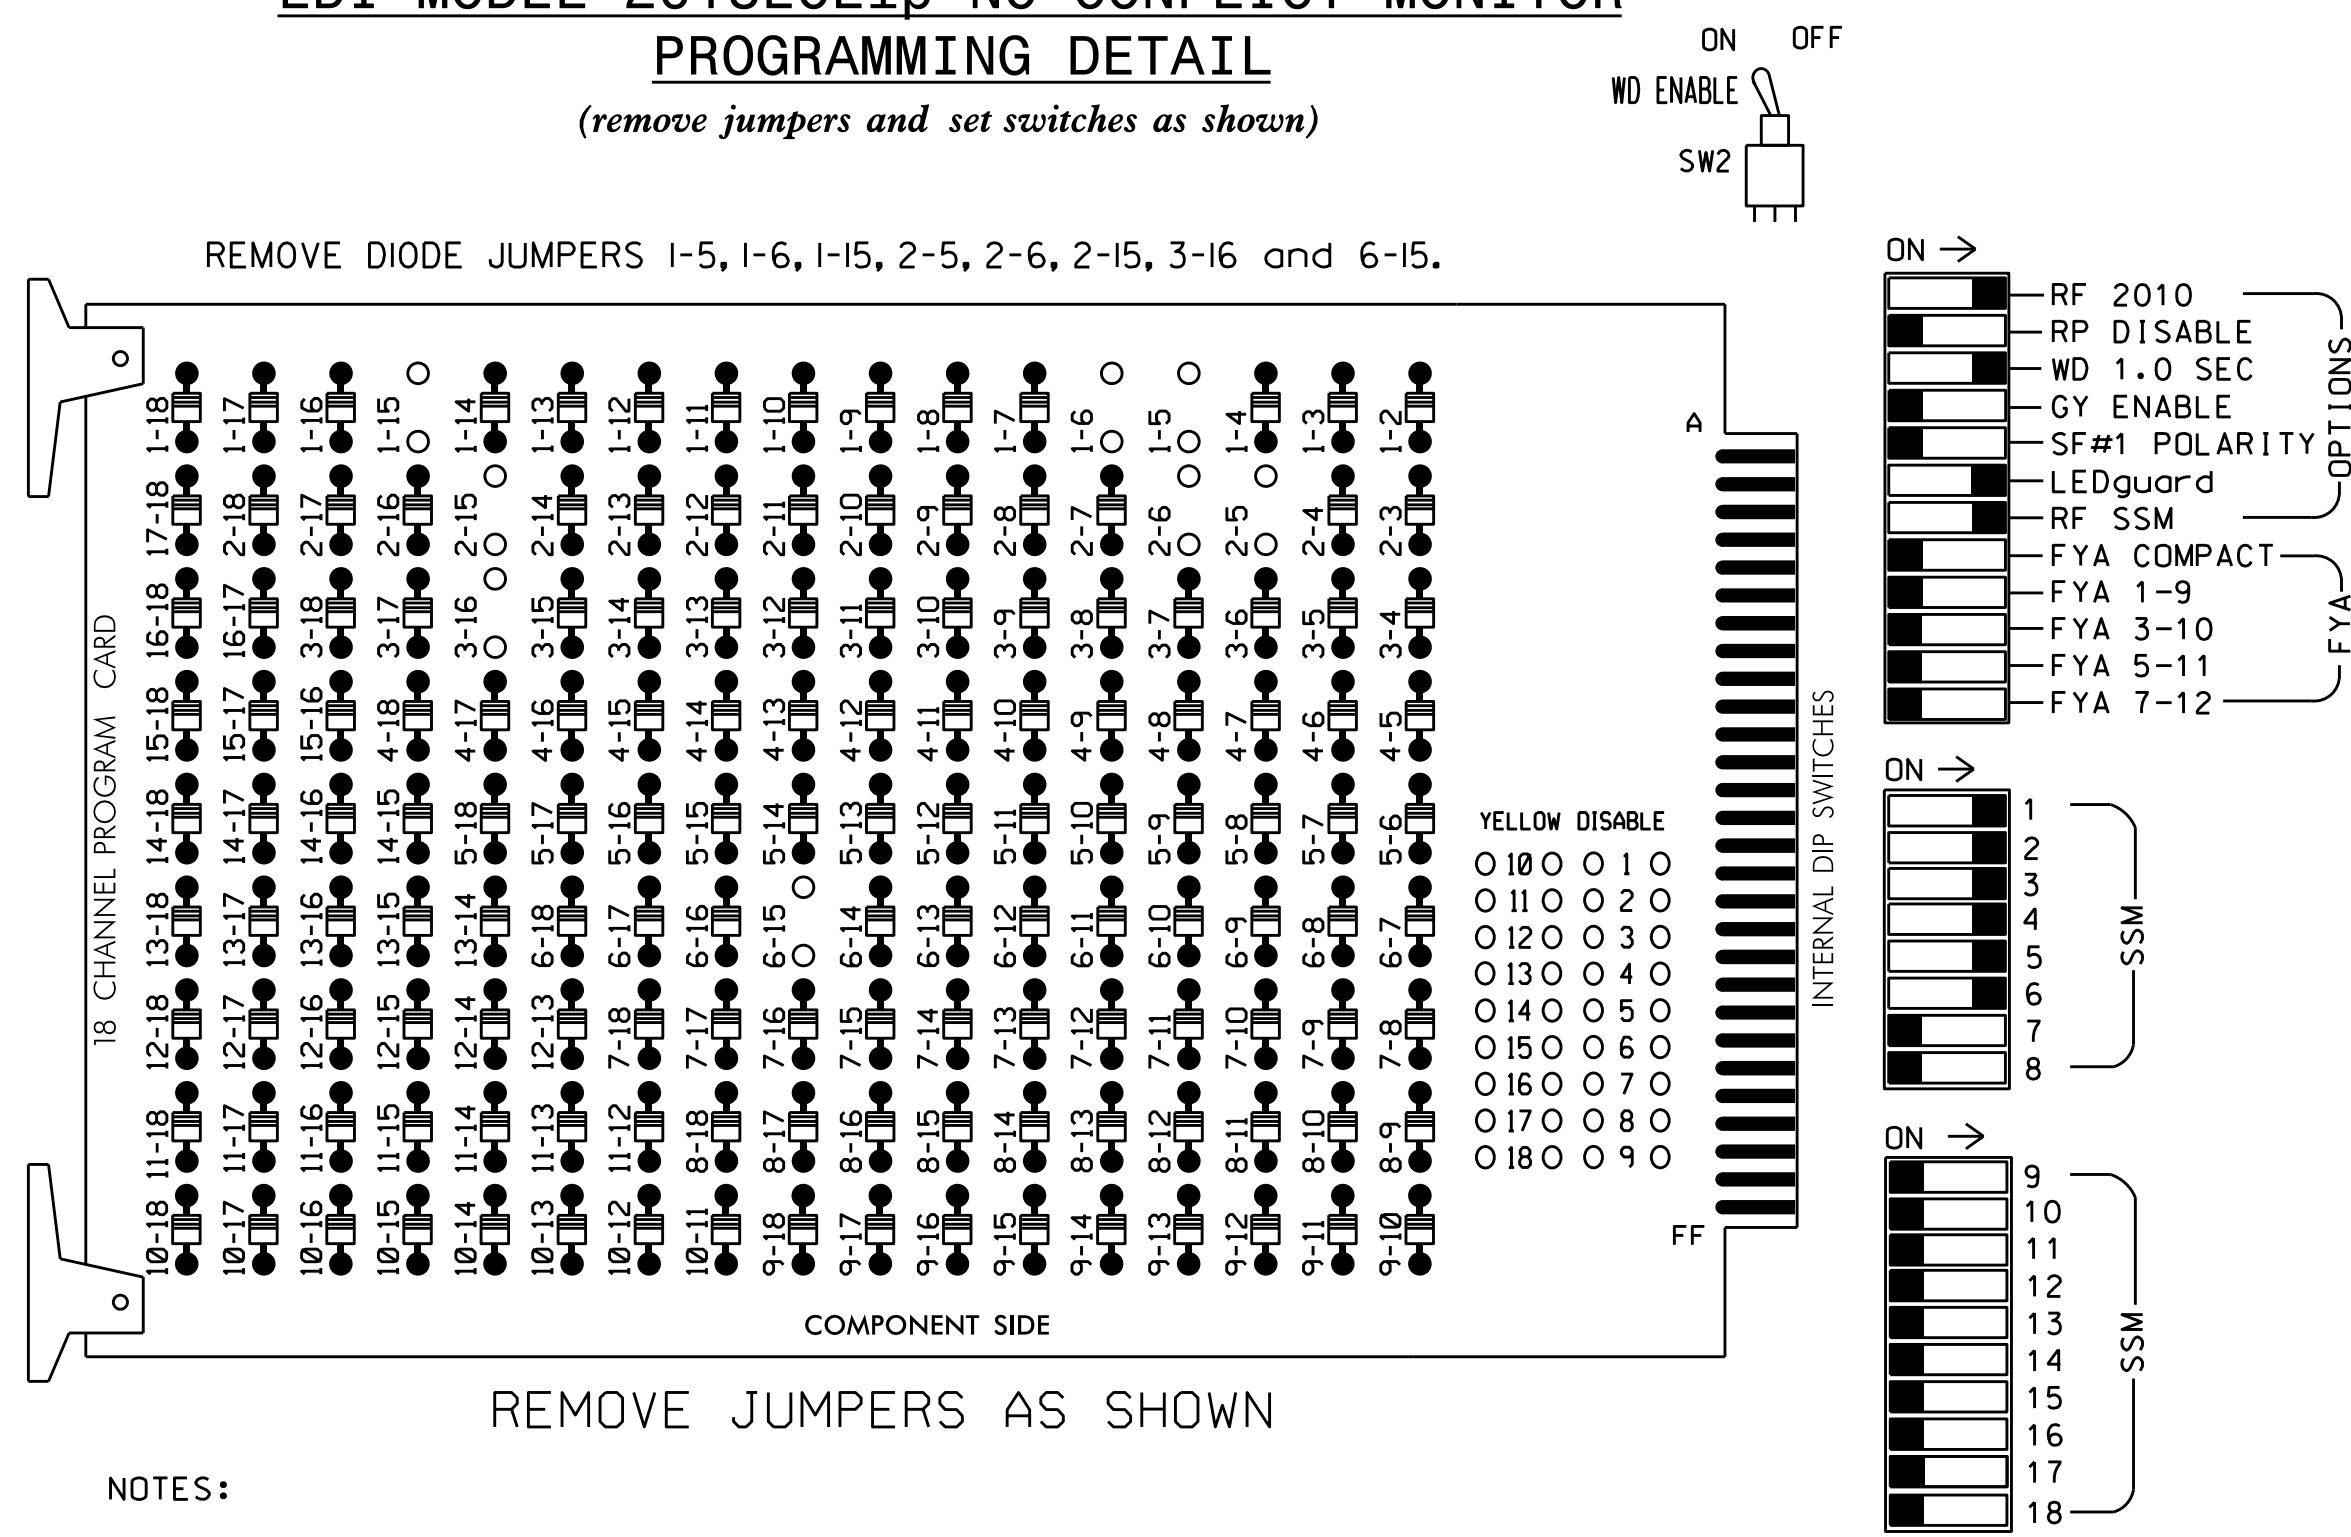 PROGRAMMING DETAIL
(remove jumpers and set switches as shown)
ON OFF
WD ENABLE
SW2
REMOVE DIODE JUMPERS 1-5, 1-6, 1-15, 2-5, 2-6, 2-15, 3-16 and 6-15.
18 CHANNEL PROGRAM CARD
1-18 1-17 1-16 1-15 1-14 1-13 1-12 1-11 1-10 1-9 1-8 1-7 1-6 1-5 1-4 1-3 1-2
17-18 2-18 2-17 2-16 2-15 2-14 2-13 2-12 2-11 2-10 2-9 2-8 2-7 2-6 2-5 2-4 2-3
16-18 16-17 3-18 3-17 3-16 3-15 3-14 3-13 3-12 3-11 3-10 3-9 3-8 3-7 3-6 3-5 3-4
15-18 15-17 15-16 4-18 4-17 4-16 4-15 4-14 4-13 4-12 4-11 4-10 4-9 4-8 4-7 4-6 4-5
14-18 14-17 14-16 14-15 5-18 5-17 5-16 5-15 5-14 5-13 5-12 5-11 5-10 5-9 5-8 5-7 5-6
13-18 13-17 13-16 13-15 13-14 6-18 6-17 6-16 6-15 6-14 6-13 6-12 6-11 6-10 6-9 6-8 6-7
12-18 12-17 12-16 12-15 12-14 12-13 7-18 7-17 7-16 7-15 7-14 7-13 7-12 7-11 7-10 7-9 7-8
11-18 11-17 11-16 11-15 11-14 11-13 11-12 8-18 8-17 8-16 8-15 8-14 8-13 8-12 8-11 8-10 8-9
10-18 10-17 10-16 10-15 10-14 10-13 10-12 10-11 9-18 9-17 9-16 9-15 9-14 9-13 9-12 9-11 9-10
COMPONENT SIDE
A
YELLOW DISABLE
10 1
11 2
12 3
13 4
14 5
15 6
16 7
17 8
18 9
FF
INTERNAL DIP SWITCHES
ON
RF 2010
RP DISABLE
WD 1.0 SEC
GY ENABLE
SF#1 POLARITY
LEDguard
RF SSM
OPTIONS
FYA COMPACT
FYA 1-9
FYA 3-10
FYA 5-11
FYA 7-12
FYA
ON
1
2
3
4
5
6
7
8
SSM
ON
9
10
11
12
13
14
15
16
17
18
SSM
REMOVE JUMPERS AS SHOWN
NOTES: